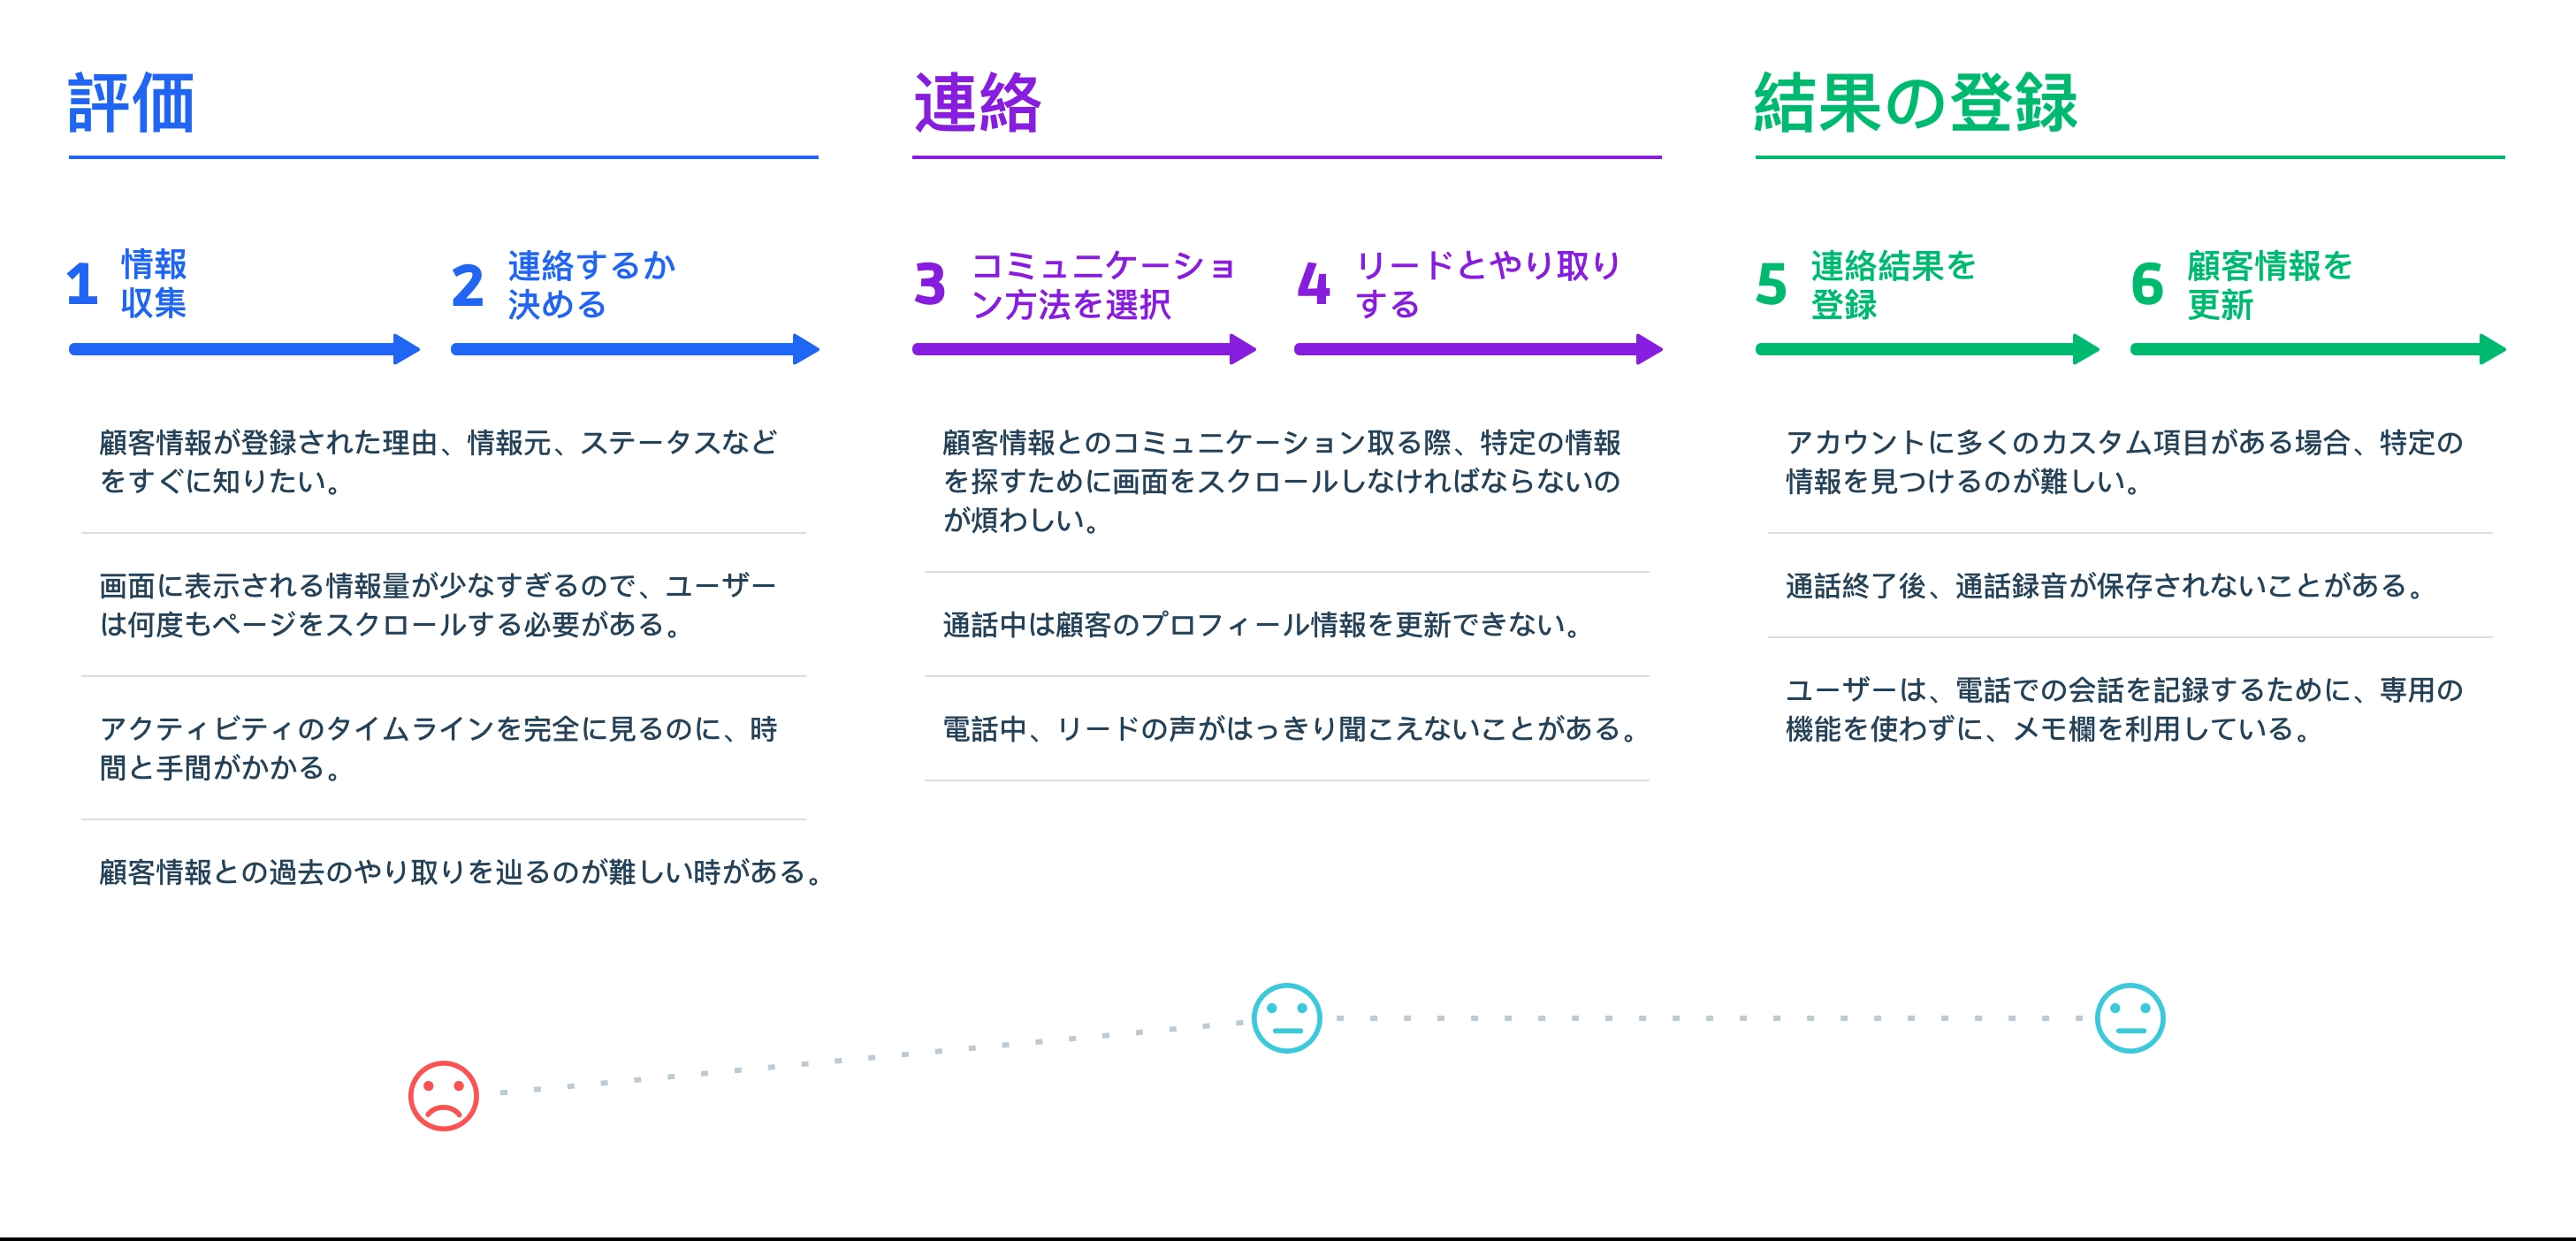 評価
1 情報
収集
2 連絡するか
決める
顧客情報が登録された理由、情報元、ステータスなど
をすぐに知りたい。
画面に表示される情報量が少なすぎるので、ユーザー
は何度もページをスクロールする必要がある。
アクティビティのタイムラインを完全に見るのに、時
間と手間がかかる。
顧客情報との過去のやり取りを辿るのが難しい時がある。
連絡
3 コミュニケーショ
ン方法を選択
4 リードとやり取り
する
顧客情報とのコミュニケーション取る際、特定の情報
を探すために画面をスクロールしなければならないの
が煩わしい。
通話中は顧客のプロフィール情報を更新できない。
電話中、リードの声がはっきり聞こえないことがある。
結果の登録
5 連絡結果を
登録
6 顧客情報を
更新
アカウントに多くのカスタム項目がある場合、特定の
情報を見つけるのが難しい。
通話終了後、通話録音が保存されないことがある。
ユーザーは、電話での会話を記録するために、専用の
機能を使わずに、メモ欄を利用している。